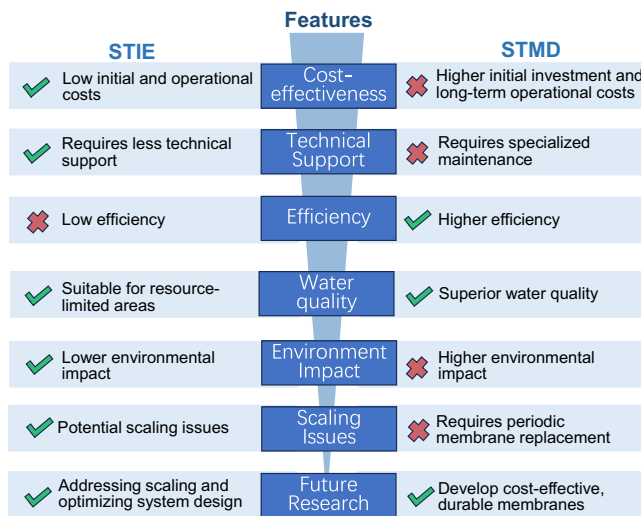 Features
STIE
STMD
Low initial and operational
costs
Cost-
effectiveness
Higher initial investment and
long-term operational costs
Requires less technical
support
Technical
Support
Requires specialized
maintenance
Low efficiency
Efficiency
Higher efficiency
Suitable for resource-
limited areas
Water
quality
Superior water quality
Lower environmental
impact
Environment
Impact
Higher environmental
impact
Potential scaling issues
Scaling
Issues
Requires periodic
membrane replacement
Addressing scaling and
optimizing system design
Future
Research
Develop cost-effective,
durable membranes